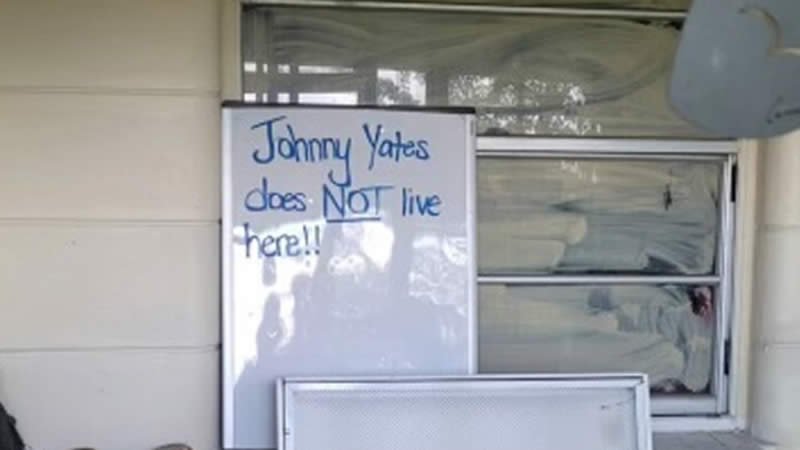 Johnny Yates
does NOT live
here!!